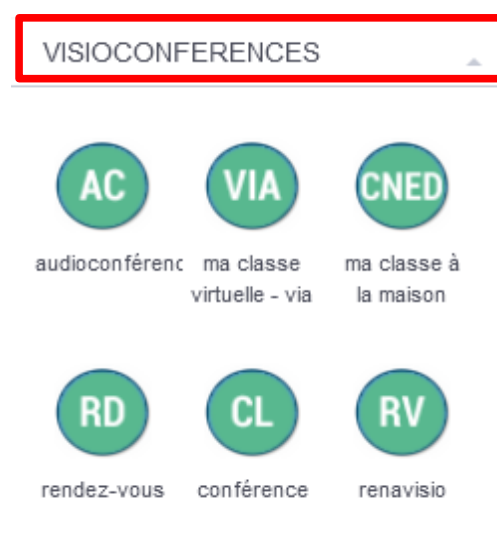 VISIOCONFERENCES
AC VIA CNED
audioconférenc ma classe ma classe à
virtuelle - via la maison
RD CL RV
rendez-vous conférence renavisio